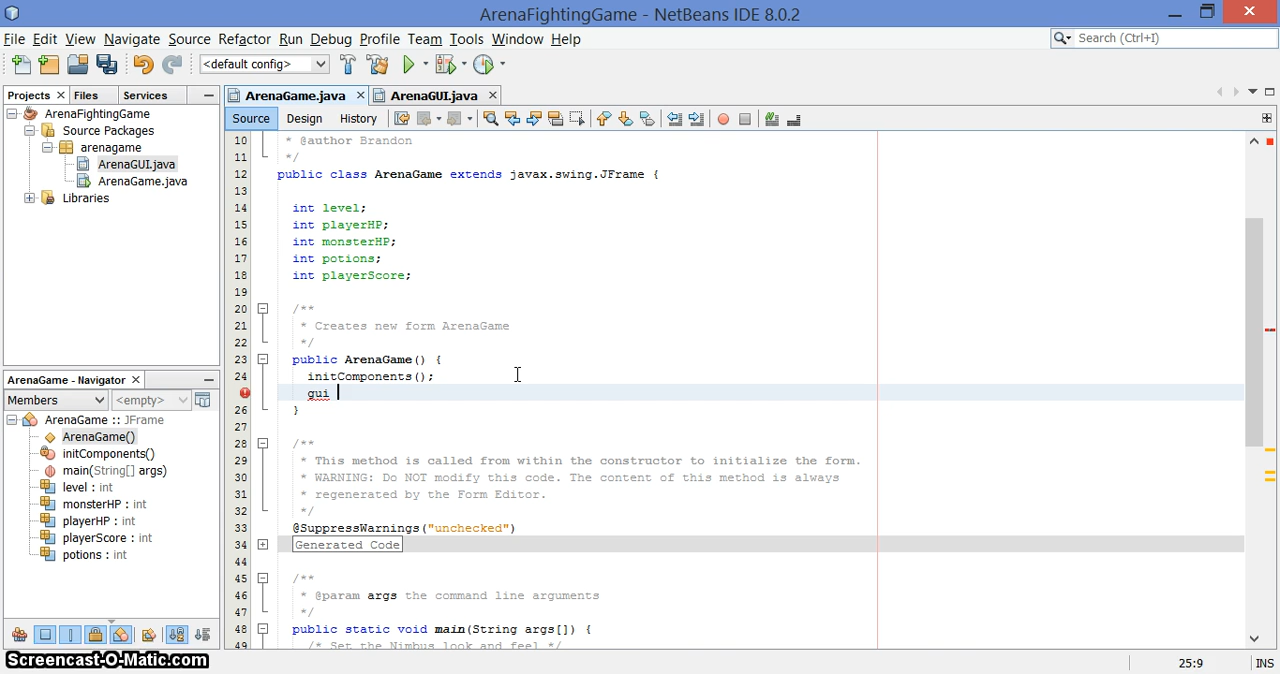 ArenaFightingGame - NetBeans IDE 8.0.2
File Edit View Navigate Source Refactor Run Debug Profile Team Tools Window Help
Search (Ctrl+I)
<default config>
Projects Files Services
ArenaGame.java ArenaGUI.java
Source Design History
ArenaFightingGame
Source Packages
arenagame
ArenaGUI.java
ArenaGame.java
Libraries
ArenaGame - Navigator
Members <empty>
ArenaGame :: JFrame
ArenaGame()
initComponents()
main(String[] args)
level : int
monsterHP : int
playerHP : int
playerScore : int
potions : int
10 * @author Brandon
11 */
12 public class ArenaGame extends javax.swing.JFrame {
13
14 int level;
15 int playerHP;
16 int monsterHP;
17 int potions;
18 int playerScore;
19
20 /**
21 * Creates new form ArenaGame
22 */
23 public ArenaGame() {
24 initComponents();
gui
26 }
27
28 /**
29 * This method is called from within the constructor to initialize the form.
30 * WARNING: Do NOT modify this code. The content of this method is always
31 * regenerated by the Form Editor.
32 */
33 @SuppressWarnings("unchecked")
34 Generated Code
44
45 /**
46 * @param args the command line arguments
47 */
48 public static void main(String args[]) {
49 /* Set the Nimbus look and feel */
Screencast-O-Matic.com
25:9 INS